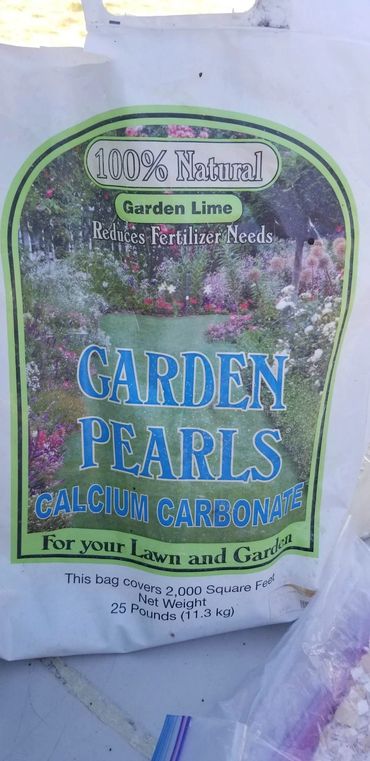 100% Natural
Garden Lime
Reduces Fertilizer Needs
GARDEN
PEARLS
CALCIUM CARBONATE
For your Lawn and Garden
This bag covers 2,000 Square Feet
Net Weight
25 Pounds (11.3 kg)